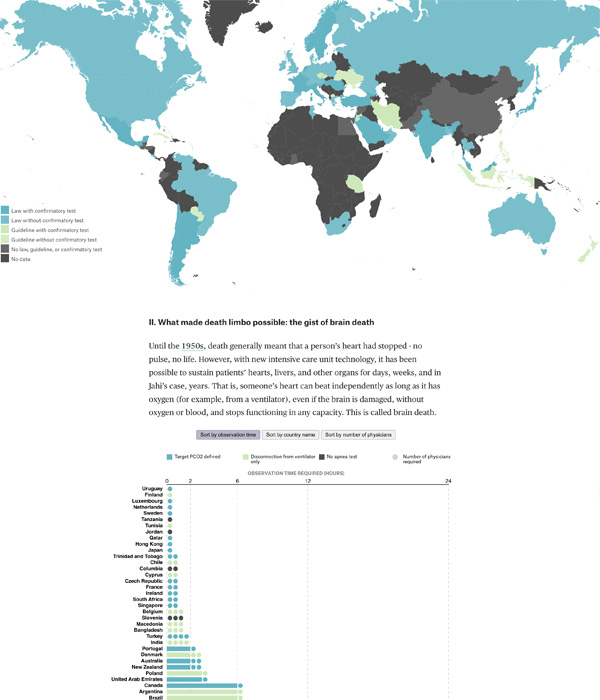 Law with confirmatory test
Law without confirmatory test
Guideline with confirmatory test
Guideline without confirmatory test
No law, guideline, or confirmatory test
No data
II. What made death limbo possible: the gist of brain death
Until the 1950s, death generally meant that a person's heart had stopped - no
pulse, no life. However, with new intensive care unit technology, it has been
possible to sustain patients' hearts, livers, and other organs for days, weeks, and in
Jahi's case, years. That is, someone's heart can beat independently as long as it has
oxygen (for example, from a ventilator), even if the brain is damaged, without
oxygen or blood, and stops functioning in any capacity. This is called brain death.
Sort by observation time Sort by country name Sort by number of physicians
Target PCO2 defined Disconnection from ventilator only No apnea test Number of physicians required
OBSERVATION TIME REQUIRED (HOURS)
0 2 6 12 24
Uruguay
Finland
Luxembourg
Netherlands
Sweden
Tanzania
Tunisia
Jordan
Qatar
Hong Kong
Japan
Trinidad and Tobago
Chile
Columbia
Cyprus
Czech Republic
France
Ireland
South Africa
Singapore
Belgium
Slovenia
Macedonia
Bangladesh
Turkey
India
Portugal
Denmark
Australia
New Zealand
Poland
United Arab Emirates
Canada
Argentina
Brazil